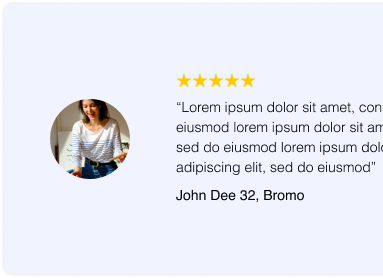 “Lorem ipsum dolor sit amet, con
eiusmod lorem ipsum dolor sit am
sed do eiusmod lorem ipsum dolo
adipiscing elit, sed do eiusmod”
John Dee 32, Bromo